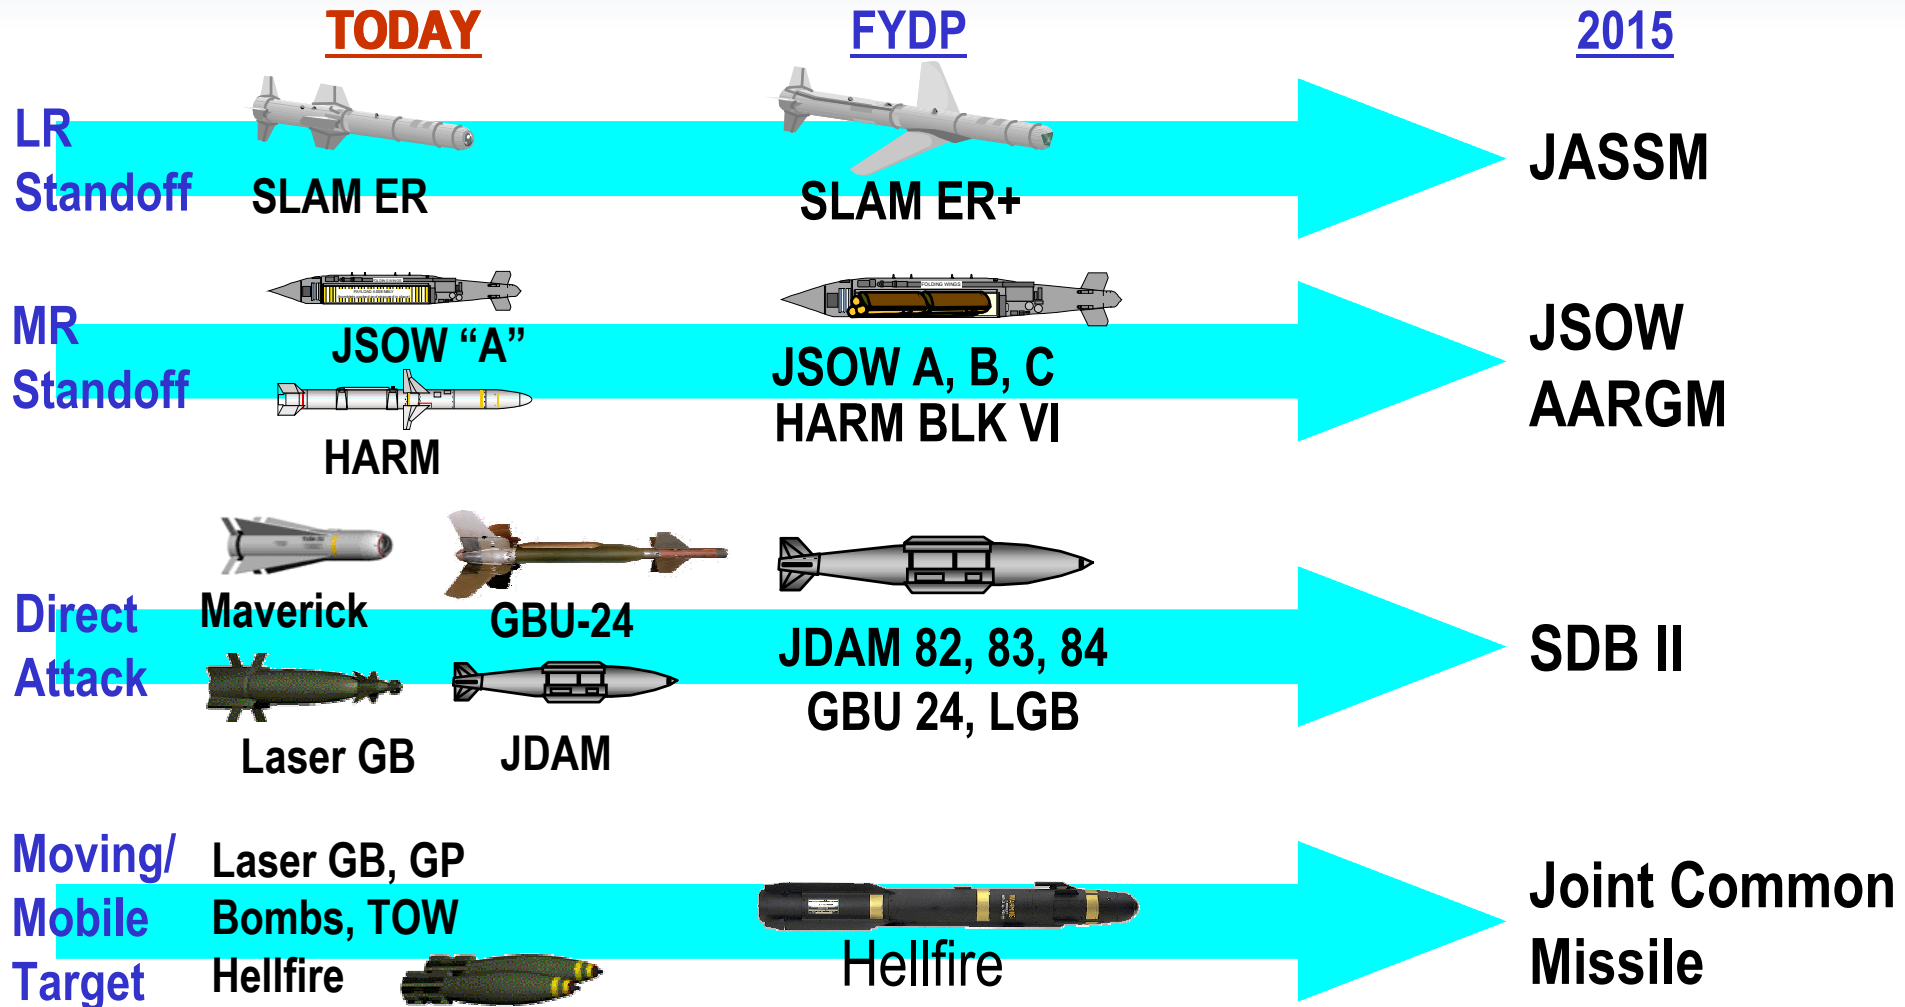 TODAY
FYDP
2015
LR
Standoff
SLAM ER
SLAM ER+
JASSM
MR
Standoff
FOLDING WINGS
JSOW “A”
HARM
JSOW A, B, C
HARM BLK VI
JSOW
AARGM
Direct
Attack
Maverick
GBU-24
Laser GB
JDAM
JDAM 82, 83, 84
GBU 24, LGB
SDB II
Moving/
Mobile
Target
Laser GB, GP
Bombs, TOW
Hellfire
Hellfire
Joint Common
Missile